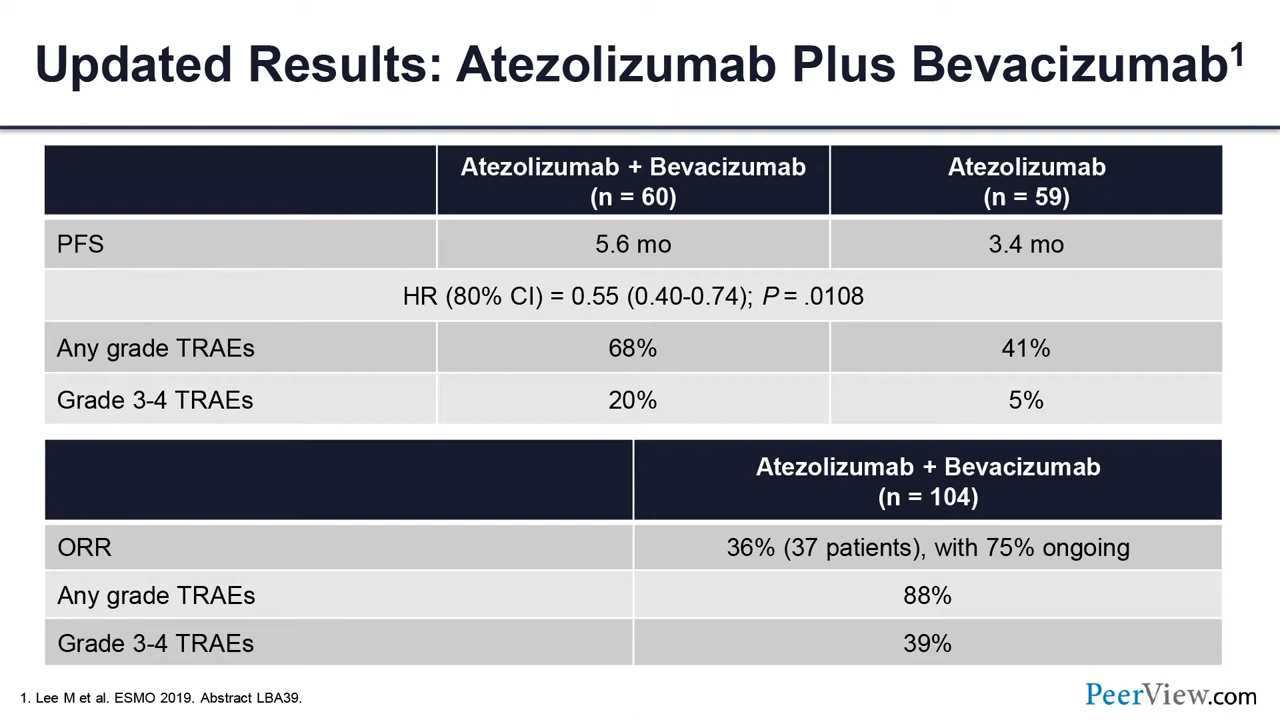 Updated Results: Atezolizumab Plus Bevacizumab1
Atezolizumab + Bevacizumab
(n = 60)
Atezolizumab
(n = 59)
PFS
5.6 mo
3.4 mo
HR (80% CI) = 0.55 (0.40-0.74); P = .0108
Any grade TRAEs
68%
41%
Grade 3-4 TRAEs
20%
5%
Atezolizumab + Bevacizumab
(n = 104)
ORR
36% (37 patients), with 75% ongoing
Any grade TRAEs
88%
Grade 3-4 TRAEs
39%
1. Lee M et al. ESMO 2019. Abstract LBA39.
PeerView.com